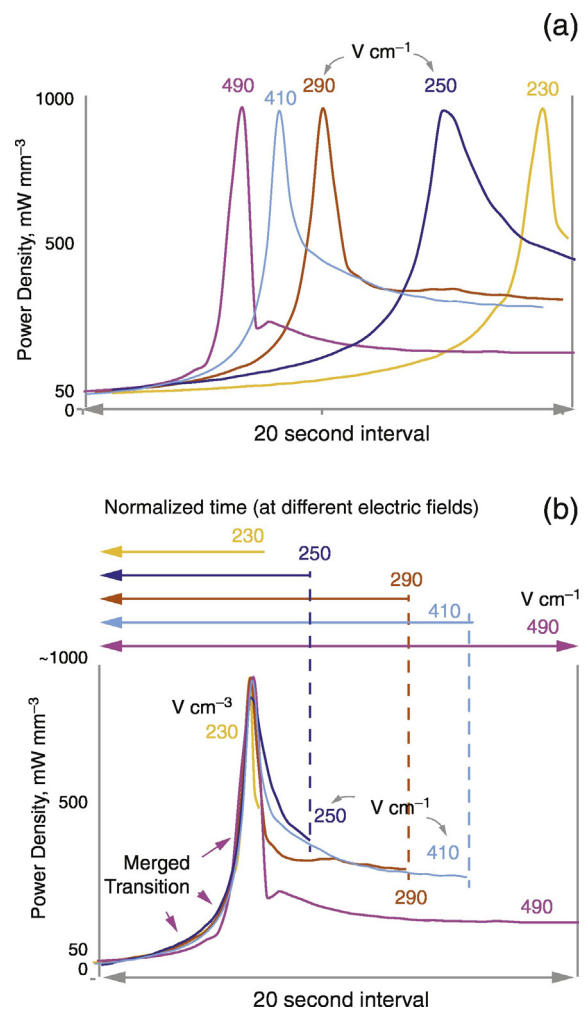 (a)
V cm⁻¹
490
410
290
250
230
1000
500
50
0
Power Density, mW mm⁻³
20 second interval
(b)
Normalized time (at different electric fields)
230
250
290
410
V cm⁻¹
490
~1000
V cm⁻³
230
500
250
V cm⁻¹
410
Merged
Transition
290
490
50
0
Power Density, mW mm⁻³
20 second interval